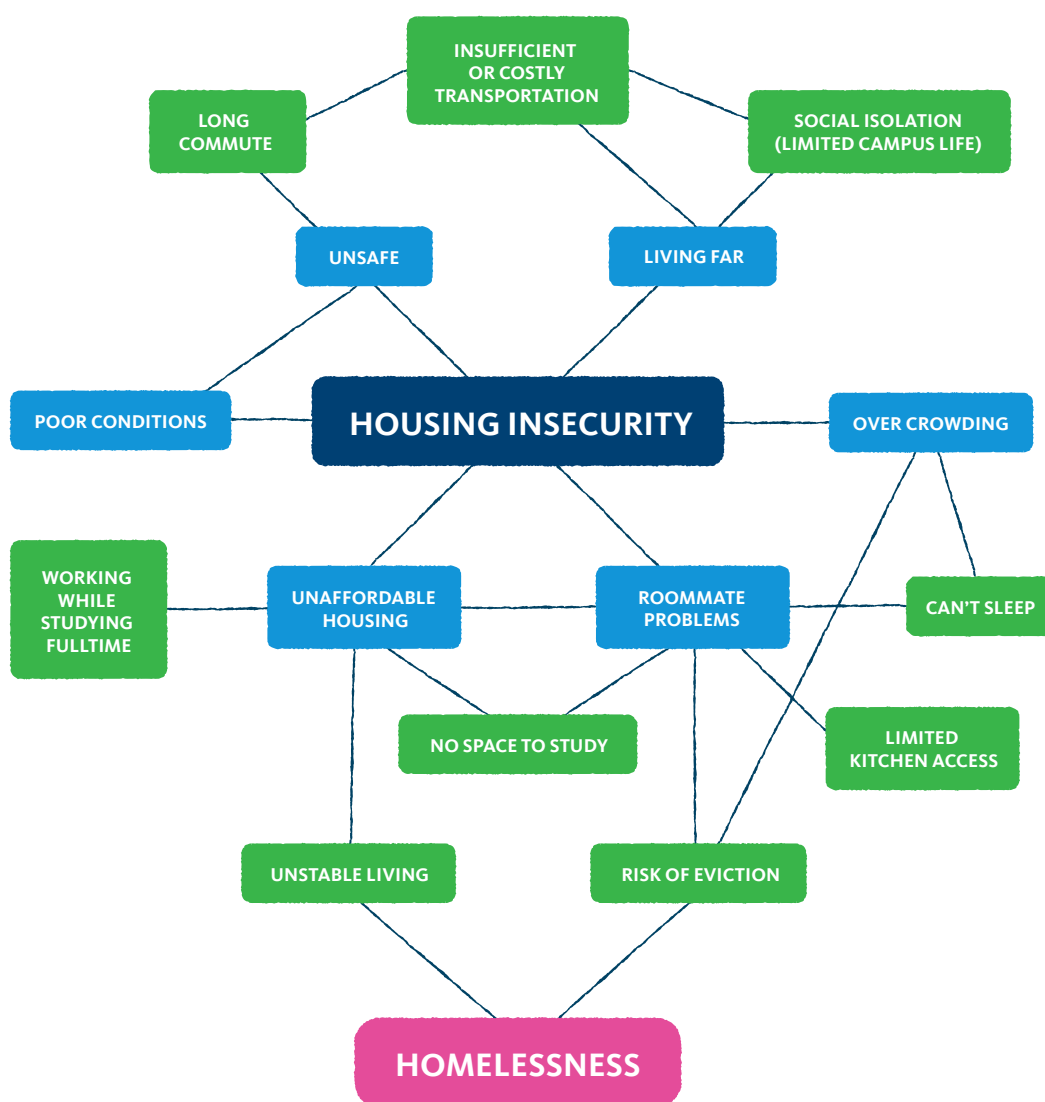 INSUFFICIENT
OR COSTLY
TRANSPORTATION
LONG
COMMUTE
SOCIAL ISOLATION
(LIMITED CAMPUS LIFE)
UNSAFE
LIVING FAR
POOR CONDITIONS
HOUSING INSECURITY
OVER CROWDING
WORKING
WHILE
STUDYING
FULLTIME
UNAFFORDABLE
HOUSING
ROOMMATE
PROBLEMS
CAN'T SLEEP
NO SPACE TO STUDY
LIMITED
KITCHEN ACCESS
UNSTABLE LIVING
RISK OF EVICTION
HOMELESSNESS